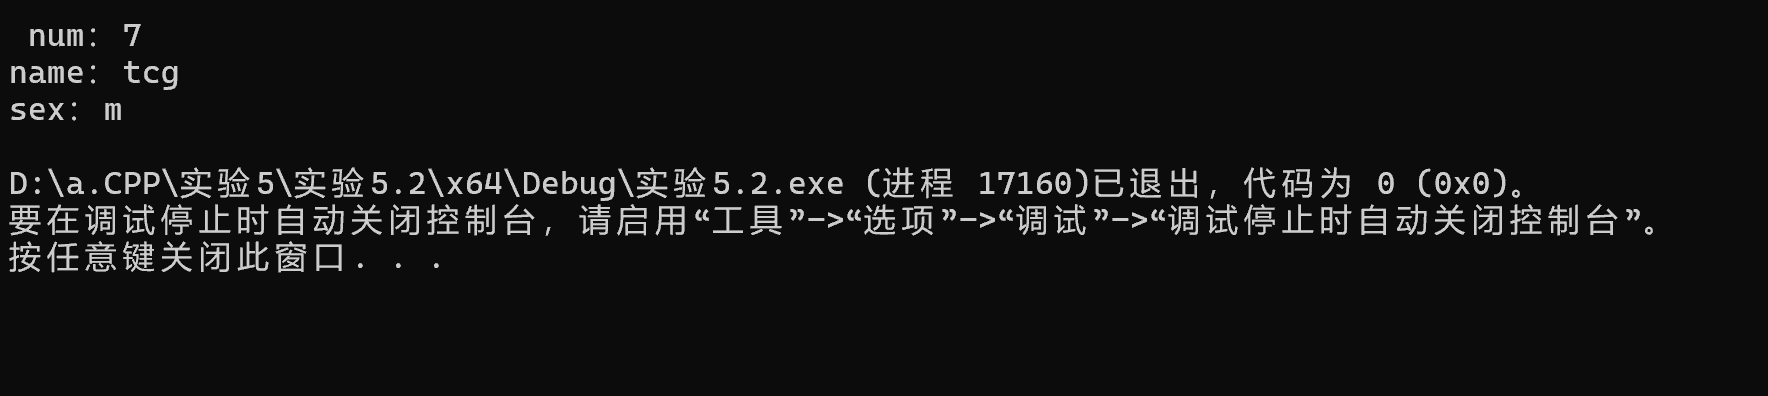 num: 7
name: tcg
sex: m
D:\a.CPP\实验5\实验5.2\x64\Debug\实验5.2.exe (进程 17160)已退出，代码为 0 (0x0)。
要在调试停止时自动关闭控制台，请启用“工具”->“选项”->“调试”->“调试停止时自动关闭控制台”。
按任意键关闭此窗口. . .